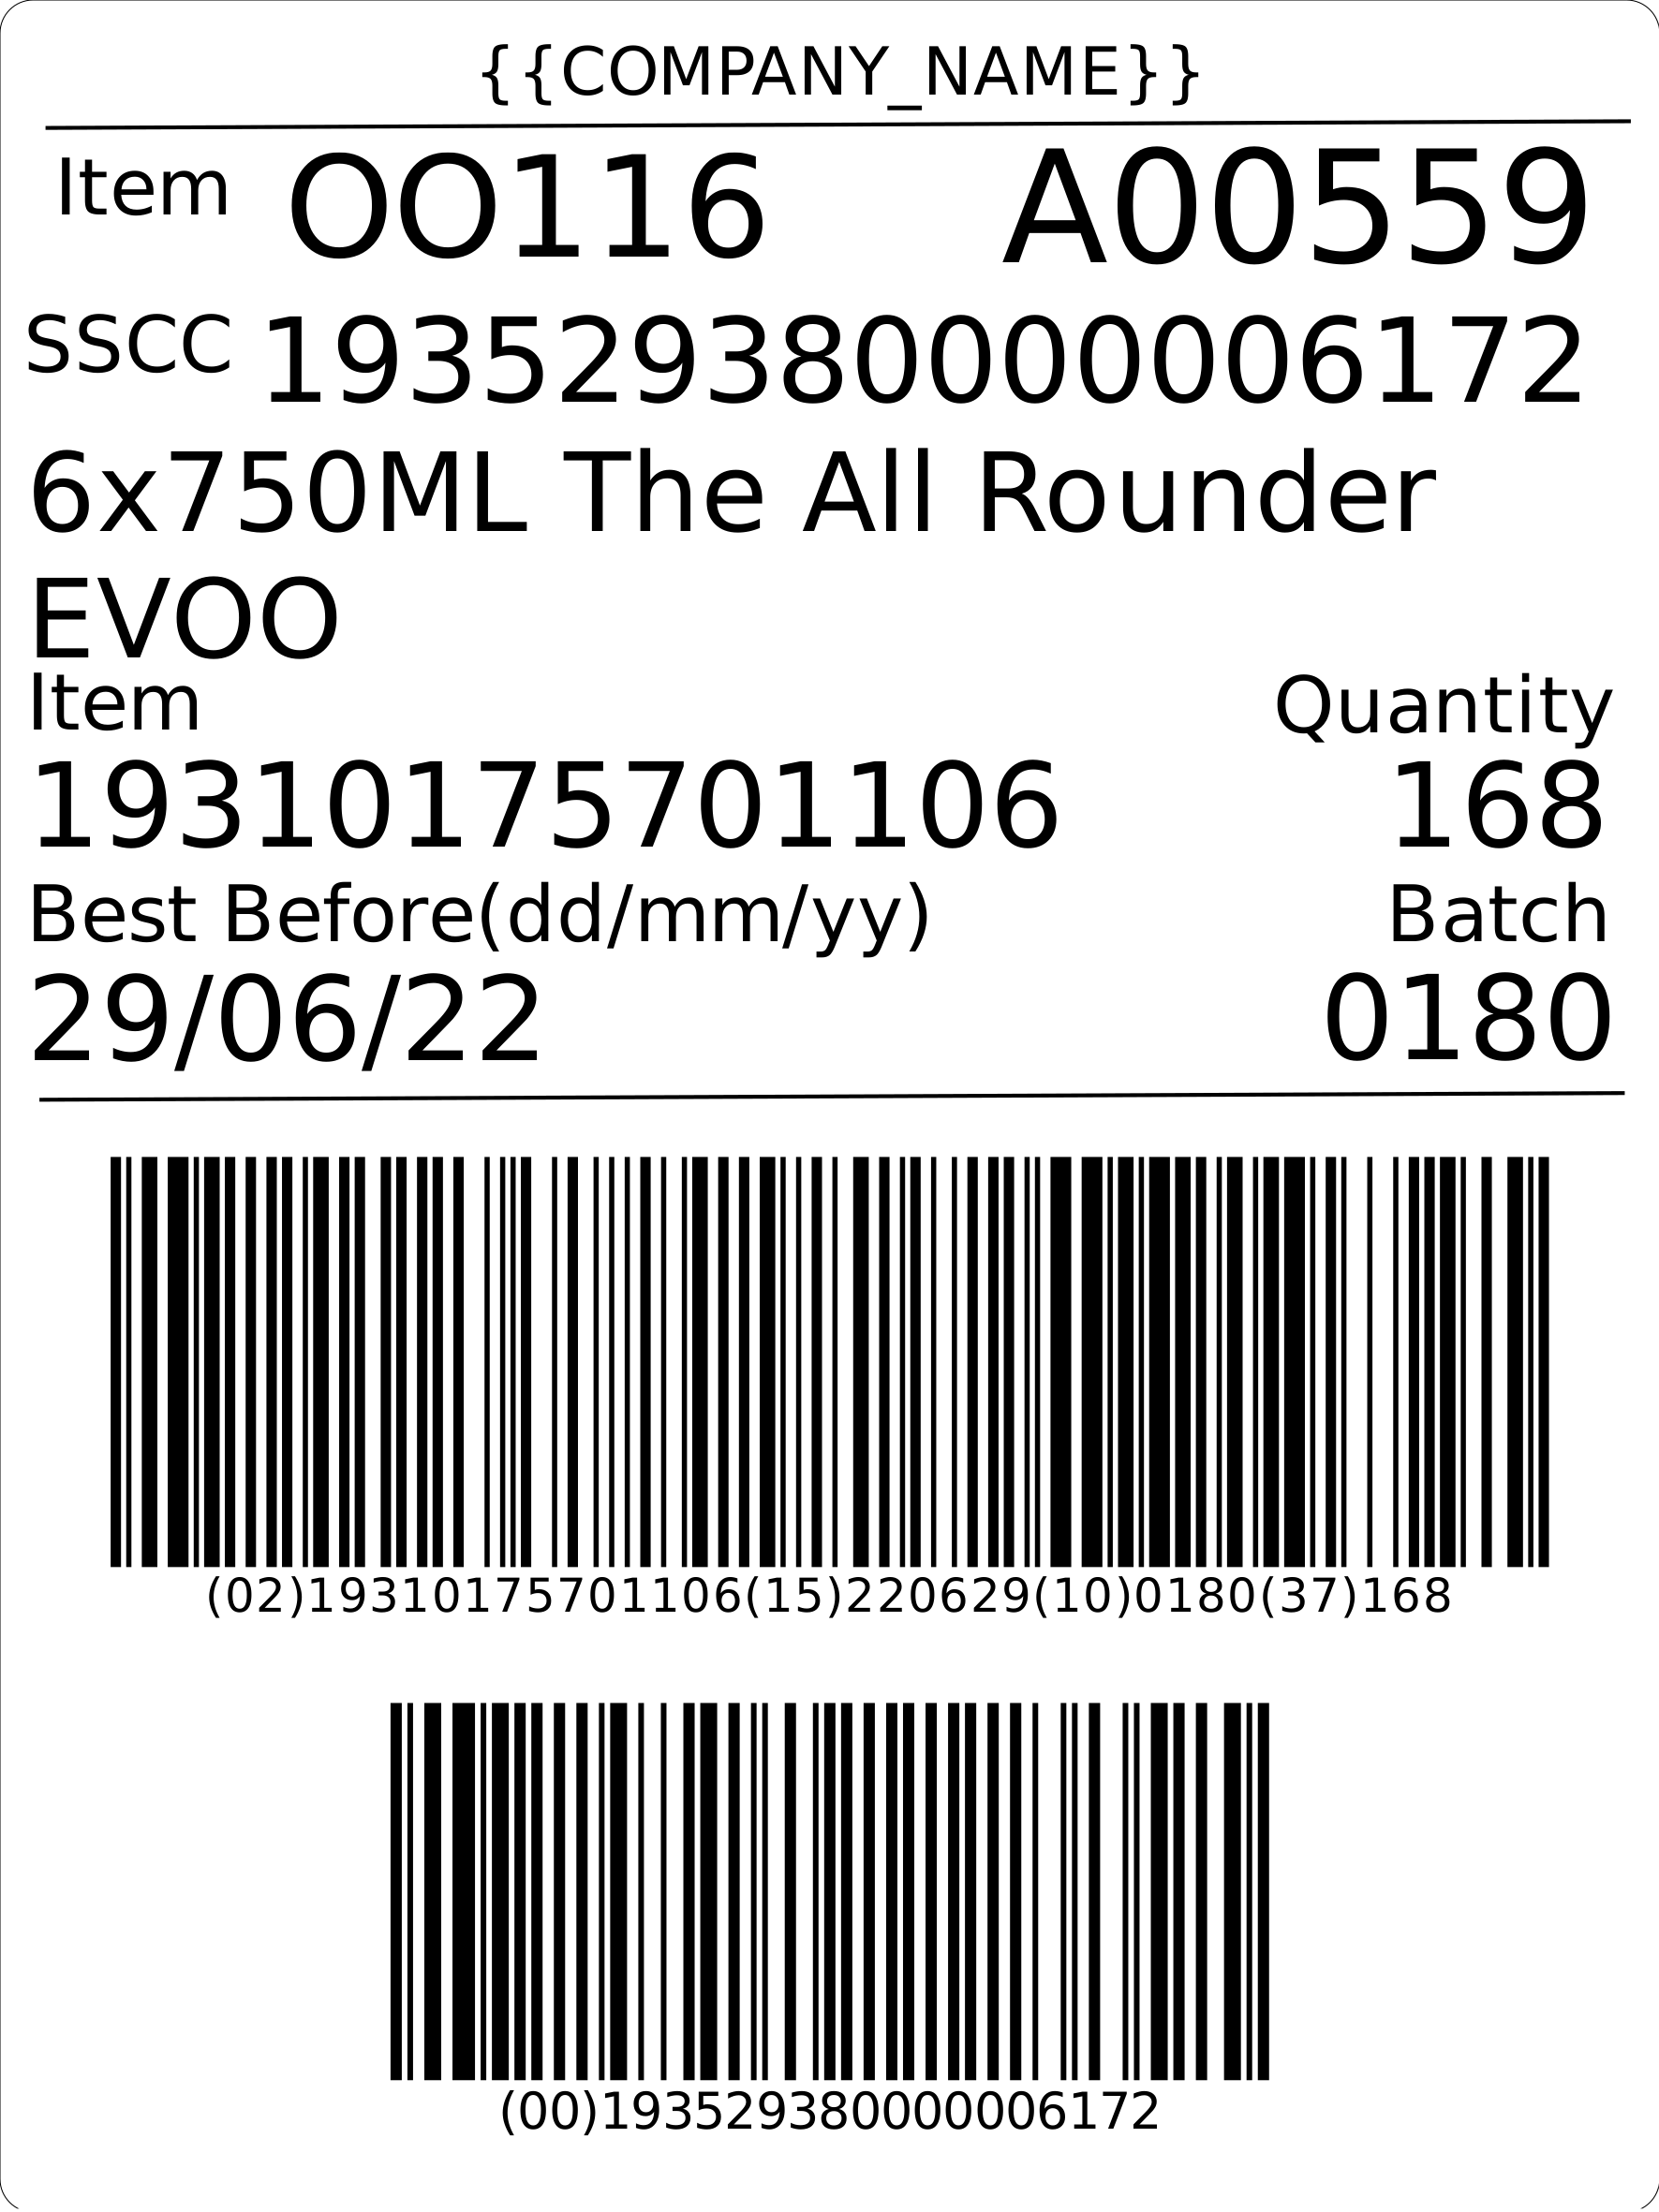 {{COMPANY_NAME}}
Item OO116 A00559
SSCC 193529380000006172
6x750ML The All Rounder
EVOO
Item Quantity
19310175701106 168
Best Before(dd/mm/yy) Batch
29/06/22 0180
(02)19310175701106(15)220629(10)0180(37)168
(00)193529380000006172